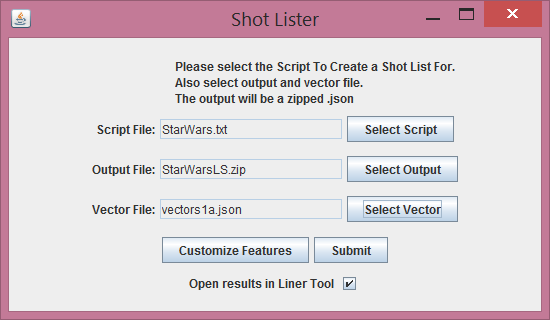 Shot Lister
Please select the Script To Create a Shot List For.
Also select output and vector file.
The output will be a zipped .json
Script File: StarWars.txt Select Script
Output File: StarWarsLS.zip Select Output
Vector File: vectors1a.json Select Vector
Customize Features Submit
Open results in Liner Tool